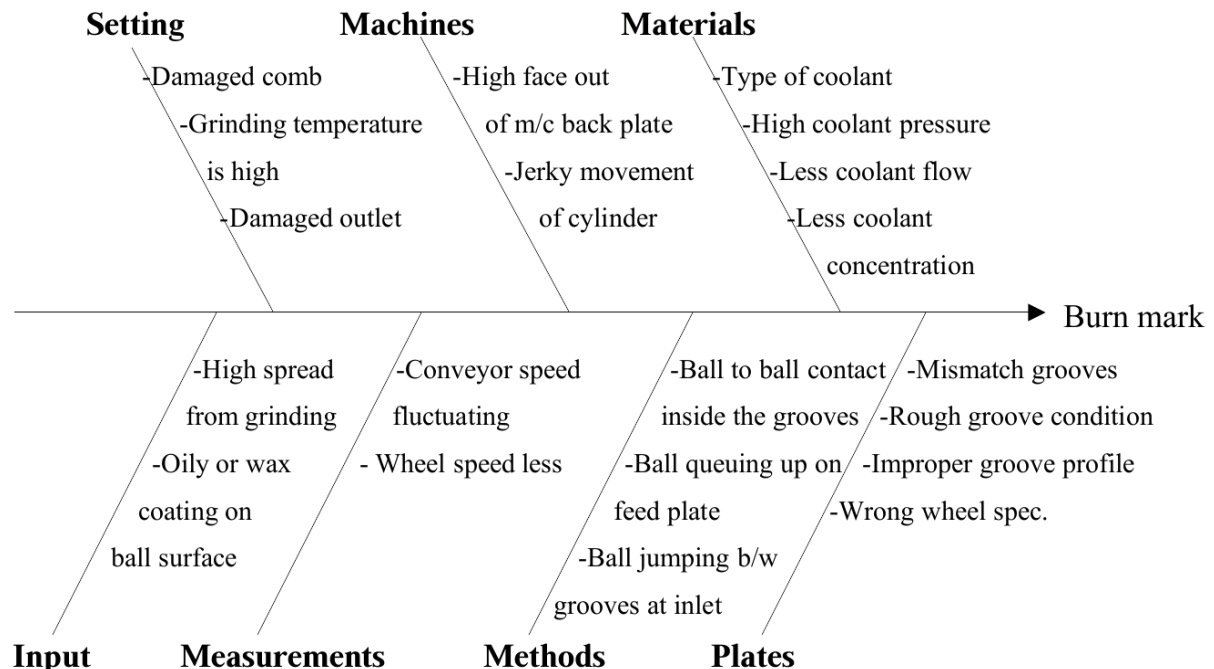 Setting
-Damaged comb
-Grinding temperature
is high
-Damaged outlet
Machines
-High face out
of m/c back plate
-Jerky movement
of cylinder
Materials
-Type of coolant
-High coolant pressure
-Less coolant flow
-Less coolant
concentration
Burn mark
-High spread
from grinding
-Oily or wax
coating on
ball surface
Input
-Conveyor speed
fluctuating
- Wheel speed less
Measurements
-Ball to ball contact
inside the grooves
-Ball queuing up on
feed plate
-Ball jumping b/w
grooves at inlet
Methods
-Mismatch grooves
-Rough groove condition
-Improper groove profile
-Wrong wheel spec.
Plates